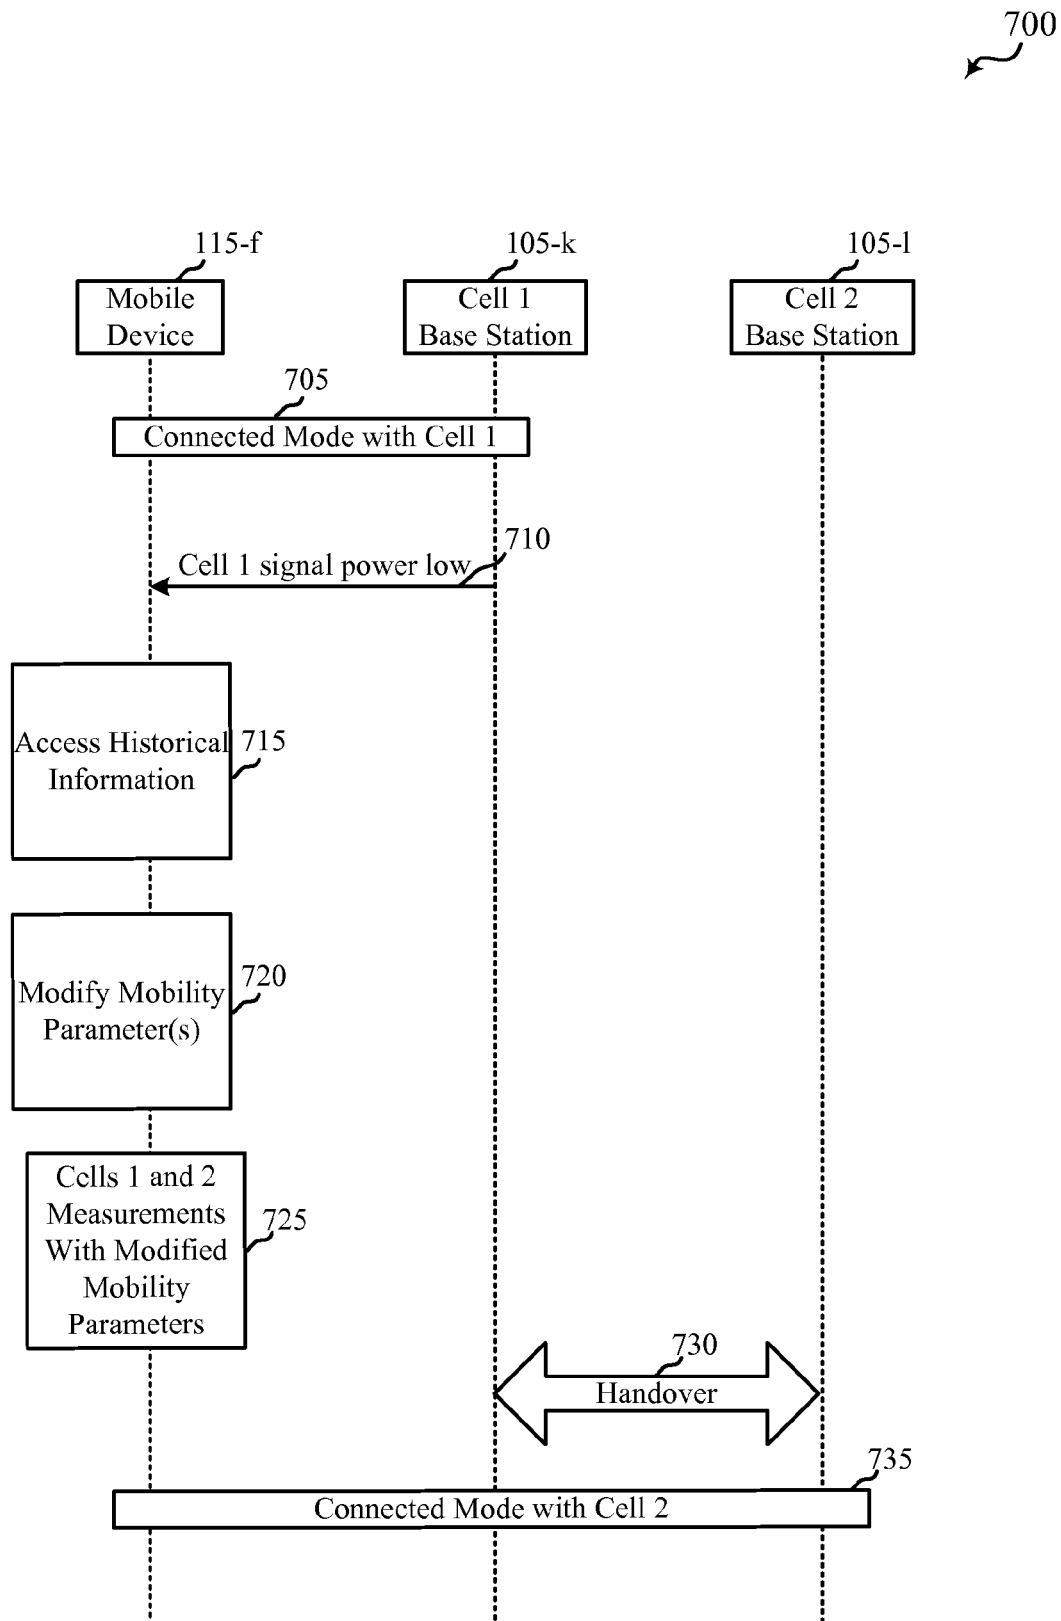 700
115-f
105-k
105-l
Mobile
Device
Cell 1
Base Station
Cell 2
Base Station
705
Connected Mode with Cell 1
710
Cell 1 signal power low
Access Historical
Information
715
Modify Mobility
Parameter(s)
720
Cells 1 and 2
Measurements
With Modified
Mobility
Parameters
725
730
Handover
735
Connected Mode with Cell 2